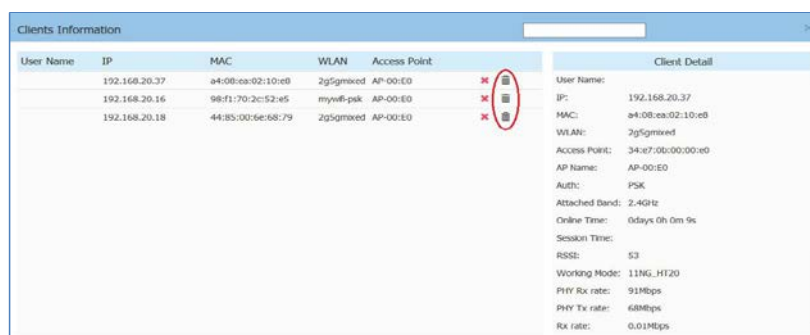 Clients Information
User Name IP MAC WLAN Access Point
192.168.20.37 a4:08:ea:02:10:e8 2g5gmixed AP-00:E0
192.168.20.16 98:f1:70:2c:52:e5 mywifi-psk AP-00:E0
192.168.20.18 44:85:00:6e:68:79 2g5gmixed AP-00:E0
Client Detail
User Name:
IP: 192.168.20.37
MAC: a4:08:ea:02:10:e8
WLAN: 2g5gmixed
Access Point: 34:e7:0b:00:00:e0
AP Name: AP-00:E0
Auth: PSK
Attached Band: 2.4GHz
Online Time: 0days 0h 0m 9s
Session Time:
RSSI: 53
Working Mode: 11NG_HT20
PHY Rx rate: 91Mbps
PHY Tx rate: 68Mbps
Rx rate: 0.01Mbps